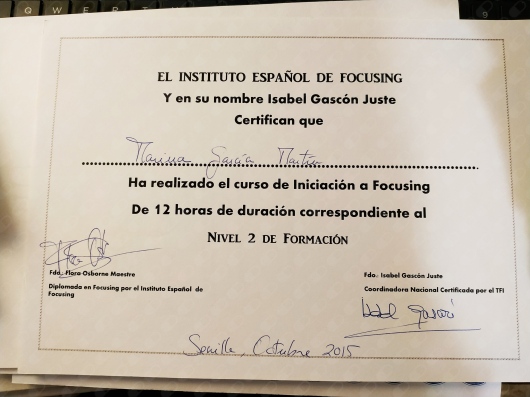 EL INSTITUTO ESPAÑOL DE FOCUSING
Y en su nombre Isabel Gascón Juste
Certifican que
Marina García Martín
Ha realizado el curso de Iniciación a Focusing
De 12 horas de duración correspondiente al
NIVEL 2 DE FORMACIÓN
Fdo. Flora Osborne Maestre
Diplomada en Focusing por el Instituto Español de
Focusing
Fdo. Isabel Gascón Juste
Coordinadora Nacional Certificada por el TFI
Isabel Gascón
Sevilla, Octubre 2015